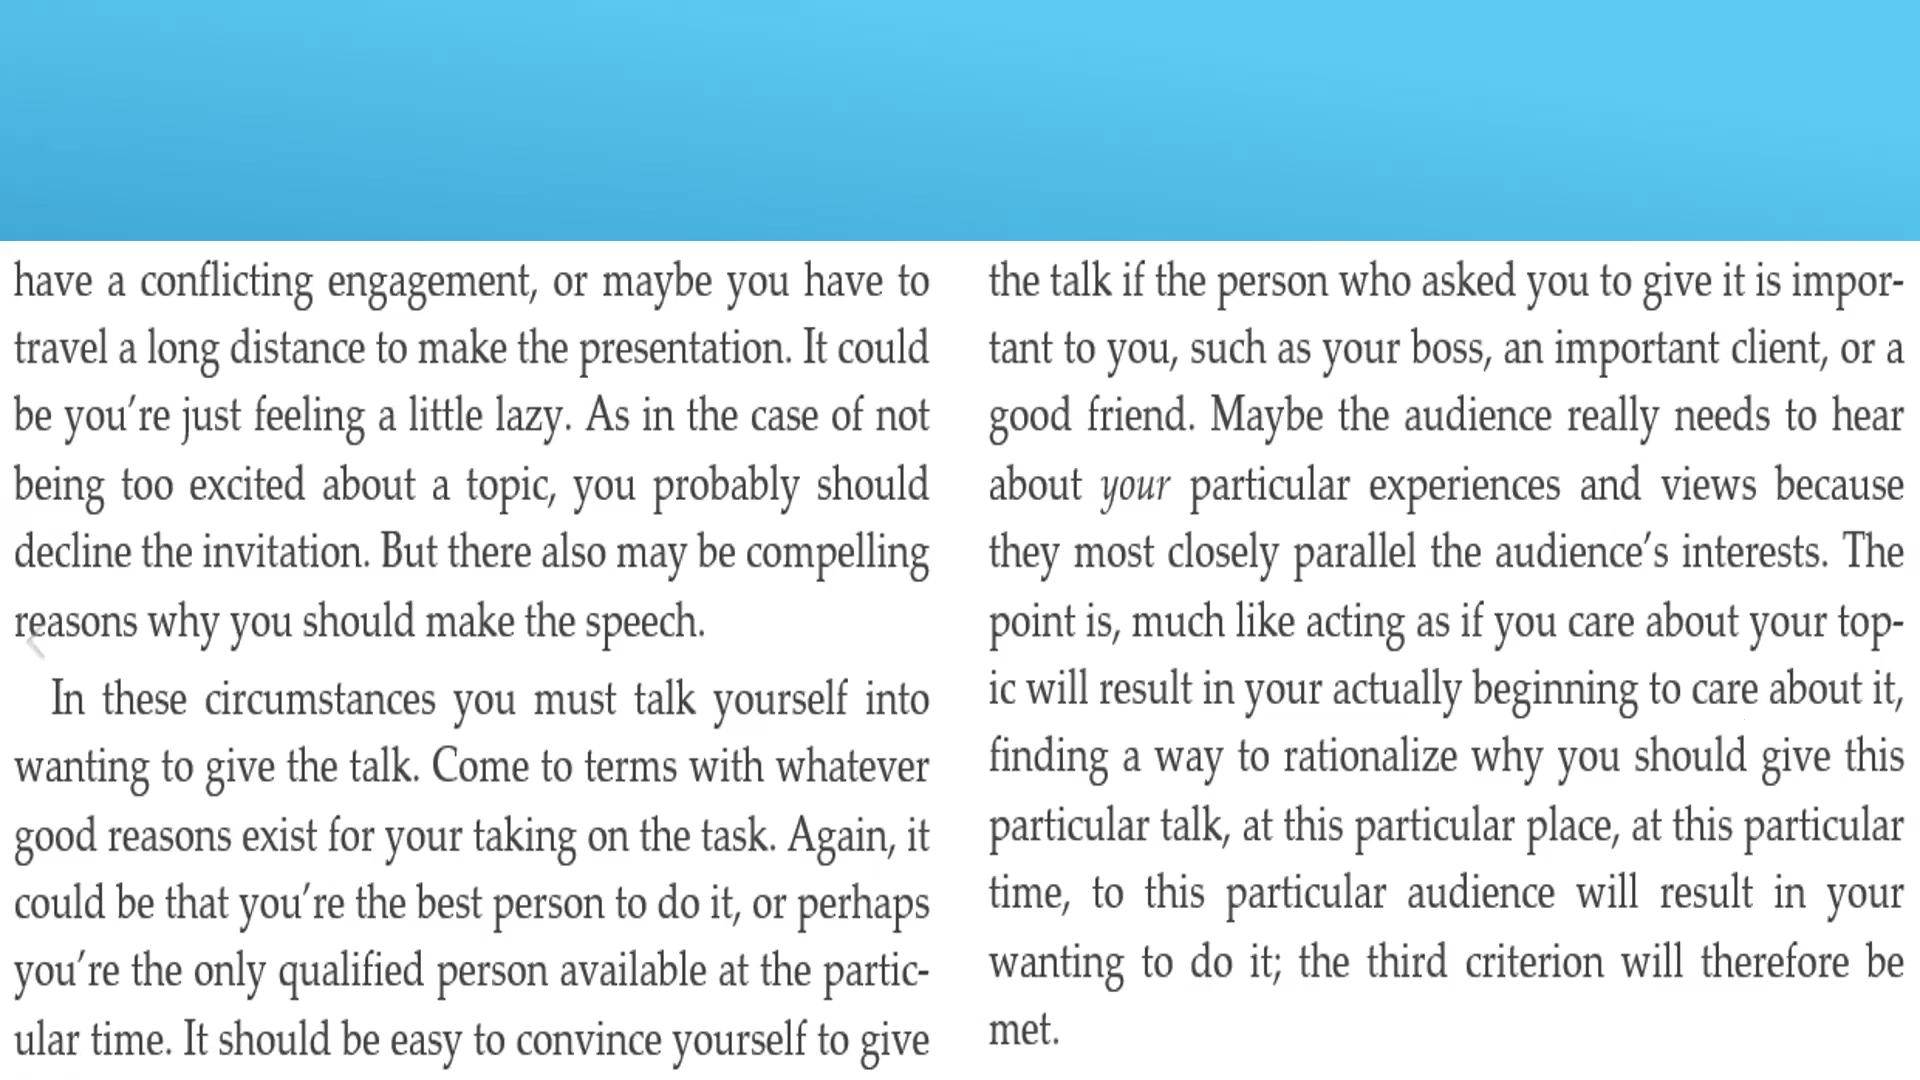 have a conflicting engagement, or maybe you have to
travel a long distance to make the presentation. It could
be you’re just feeling a little lazy. As in the case of not
being too excited about a topic, you probably should
decline the invitation. But there also may be compelling
reasons why you should make the speech.
In these circumstances you must talk yourself into
wanting to give the talk. Come to terms with whatever
good reasons exist for your taking on the task. Again, it
could be that you’re the best person to do it, or perhaps
you’re the only qualified person available at the partic-
ular time. It should be easy to convince yourself to give
the talk if the person who asked you to give it is impor-
tant to you, such as your boss, an important client, or a
good friend. Maybe the audience really needs to hear
about your particular experiences and views because
they most closely parallel the audience’s interests. The
point is, much like acting as if you care about your top-
ic will result in your actually beginning to care about it,
finding a way to rationalize why you should give this
particular talk, at this particular place, at this particular
time, to this particular audience will result in your
wanting to do it; the third criterion will therefore be
met.